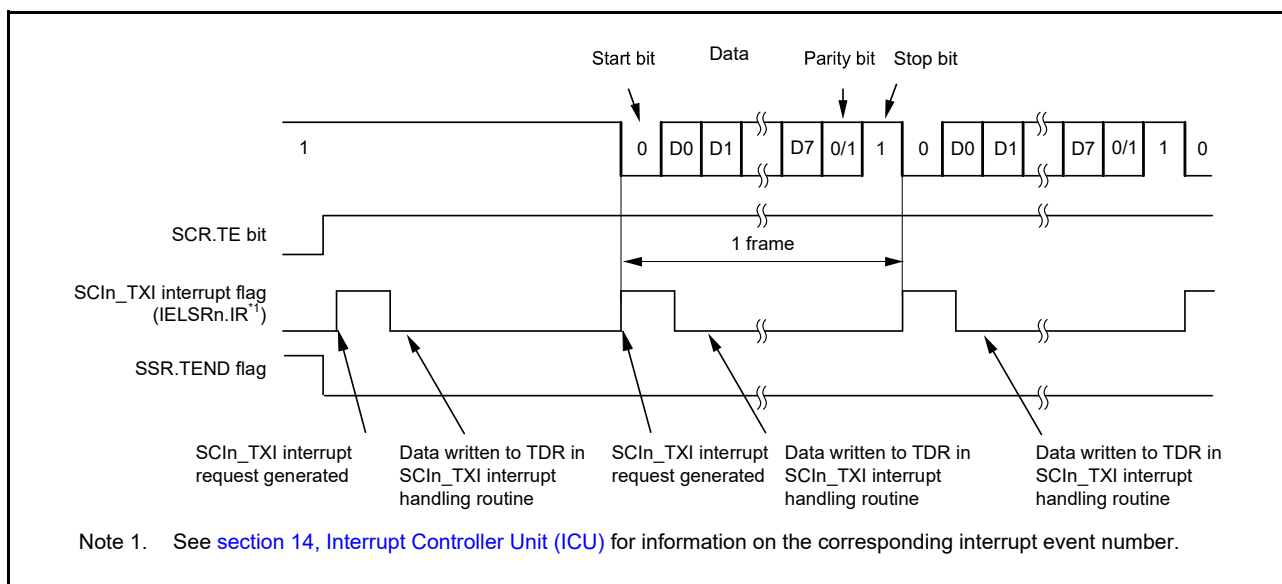 Start bit Data Parity bit Stop bit
1 0 D0 D1 D7 0/1 1 0 D0 D1 D7 0/1 1 0
SCR.TE bit
1 frame
SCIn_TXI interrupt flag
(IELSRn.IR*1)
SSR.TEND flag
SCIn_TXI interrupt
request generated
Data written to TDR in
SCIn_TXI interrupt
handling routine
SCIn_TXI interrupt
request generated
Data written to TDR in
SCIn_TXI interrupt
handling routine
Data written to TDR in
SCIn_TXI interrupt
handling routine
Note 1. See section 14, Interrupt Controller Unit (ICU) for information on the corresponding interrupt event number.